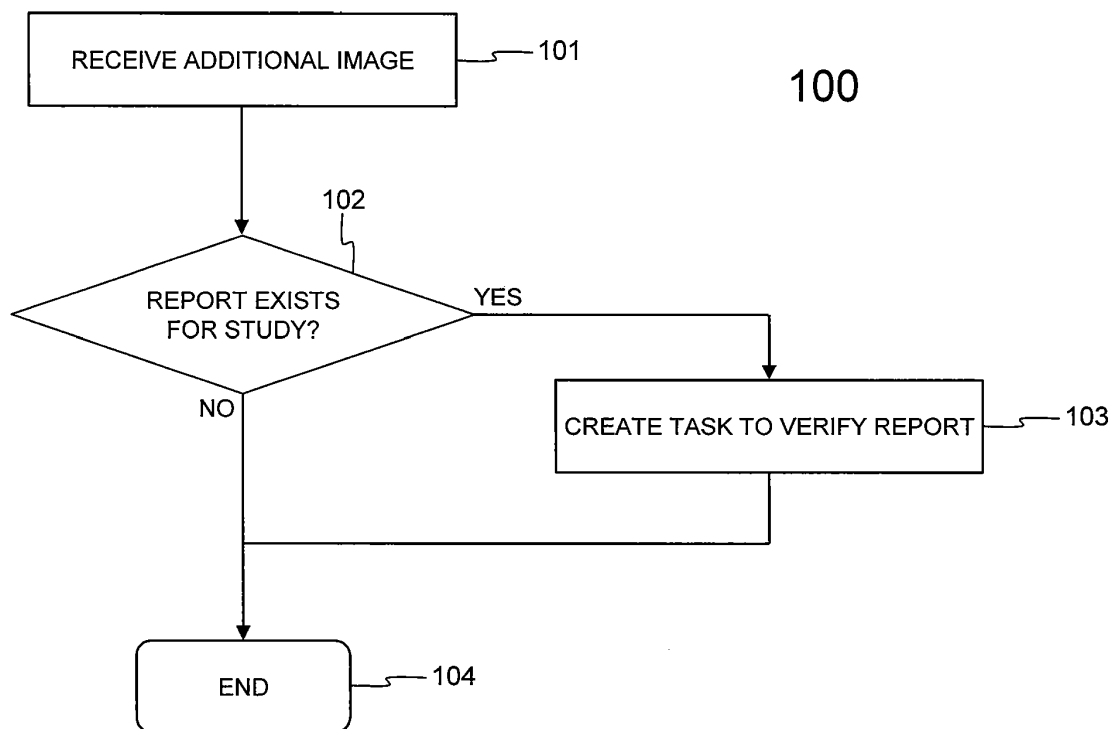 RECEIVE ADDITIONAL IMAGE
101
100
102
REPORT EXISTS
FOR STUDY?
YES
NO
CREATE TASK TO VERIFY REPORT
103
END
104